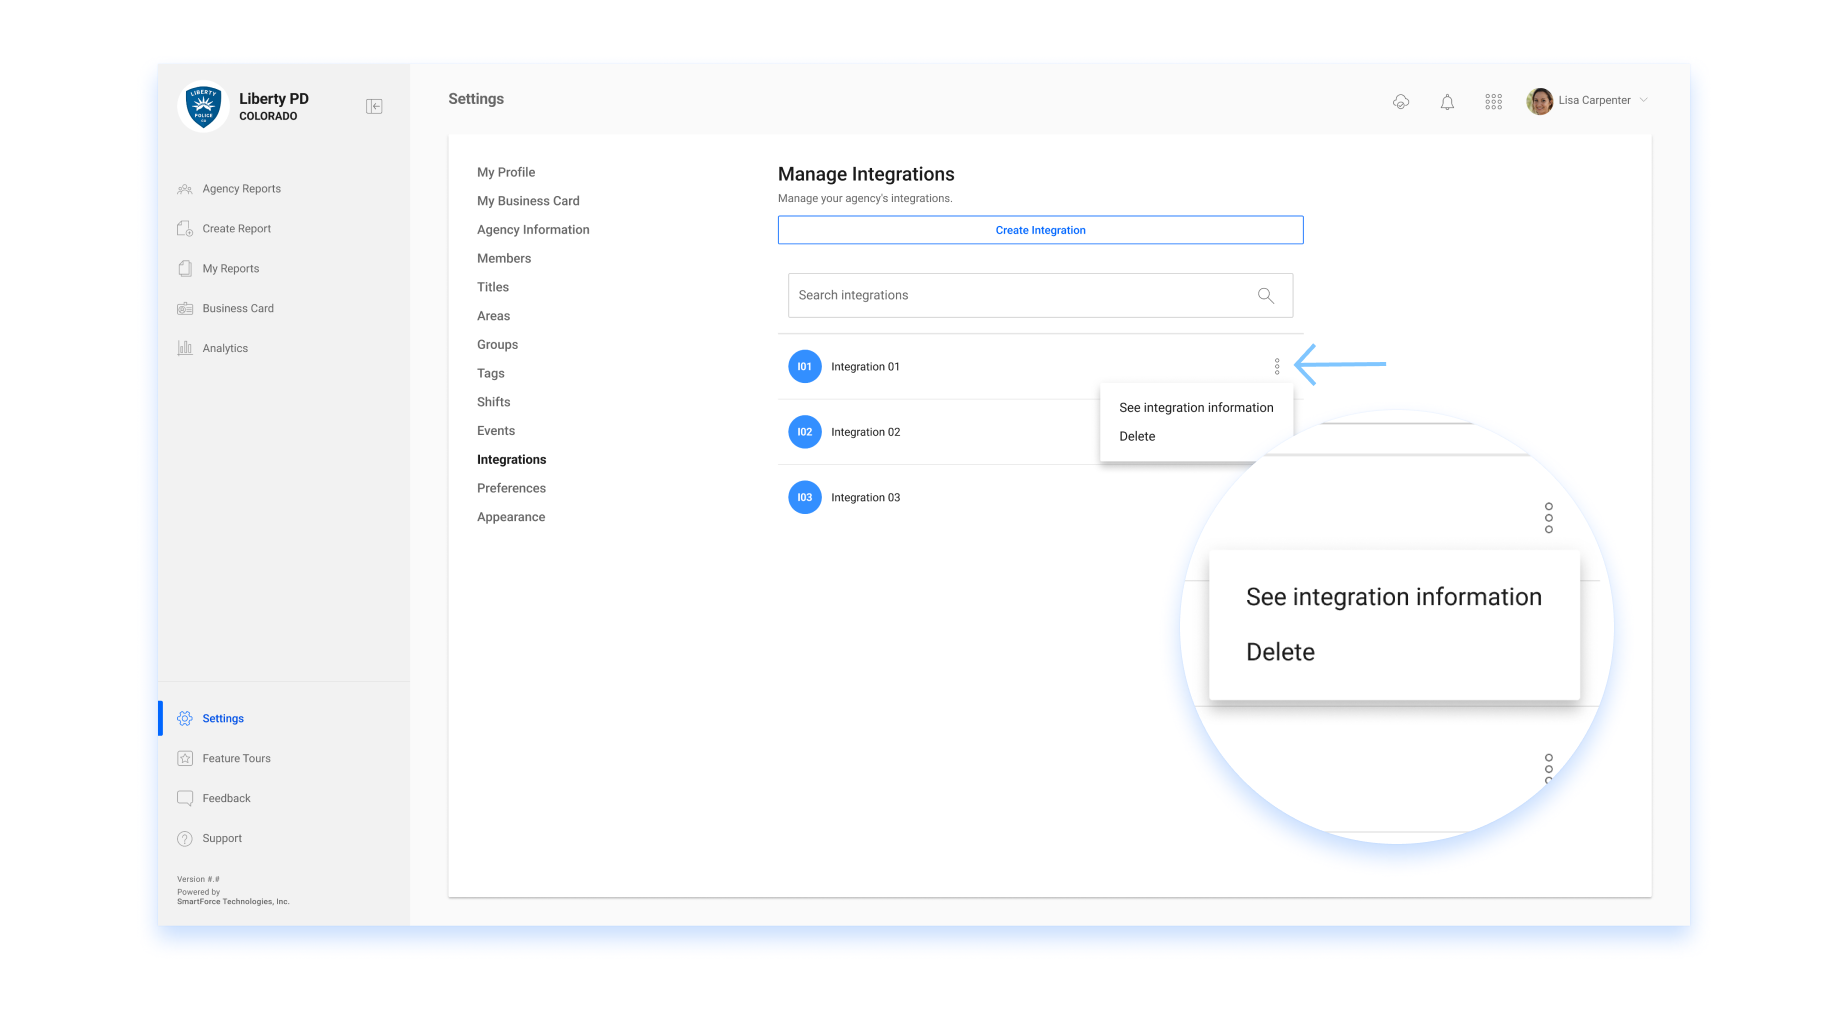 LIBERTY
POLICE
CO
Liberty PD
COLORADO
Agency Reports
Create Report
My Reports
Business Card
Analytics
Settings
Feature Tours
Feedback
Support
Version #.#
Powered by
SmartForce Technologies, Inc.
Settings
Lisa Carpenter
My Profile
My Business Card
Agency Information
Members
Titles
Areas
Groups
Tags
Shifts
Events
Integrations
Preferences
Appearance
Manage Integrations
Manage your agency's integrations.
Create Integration
Search integrations
I01
Integration 01
See integration information
Delete
I02
Integration 02
I03
Integration 03
See integration information
Delete